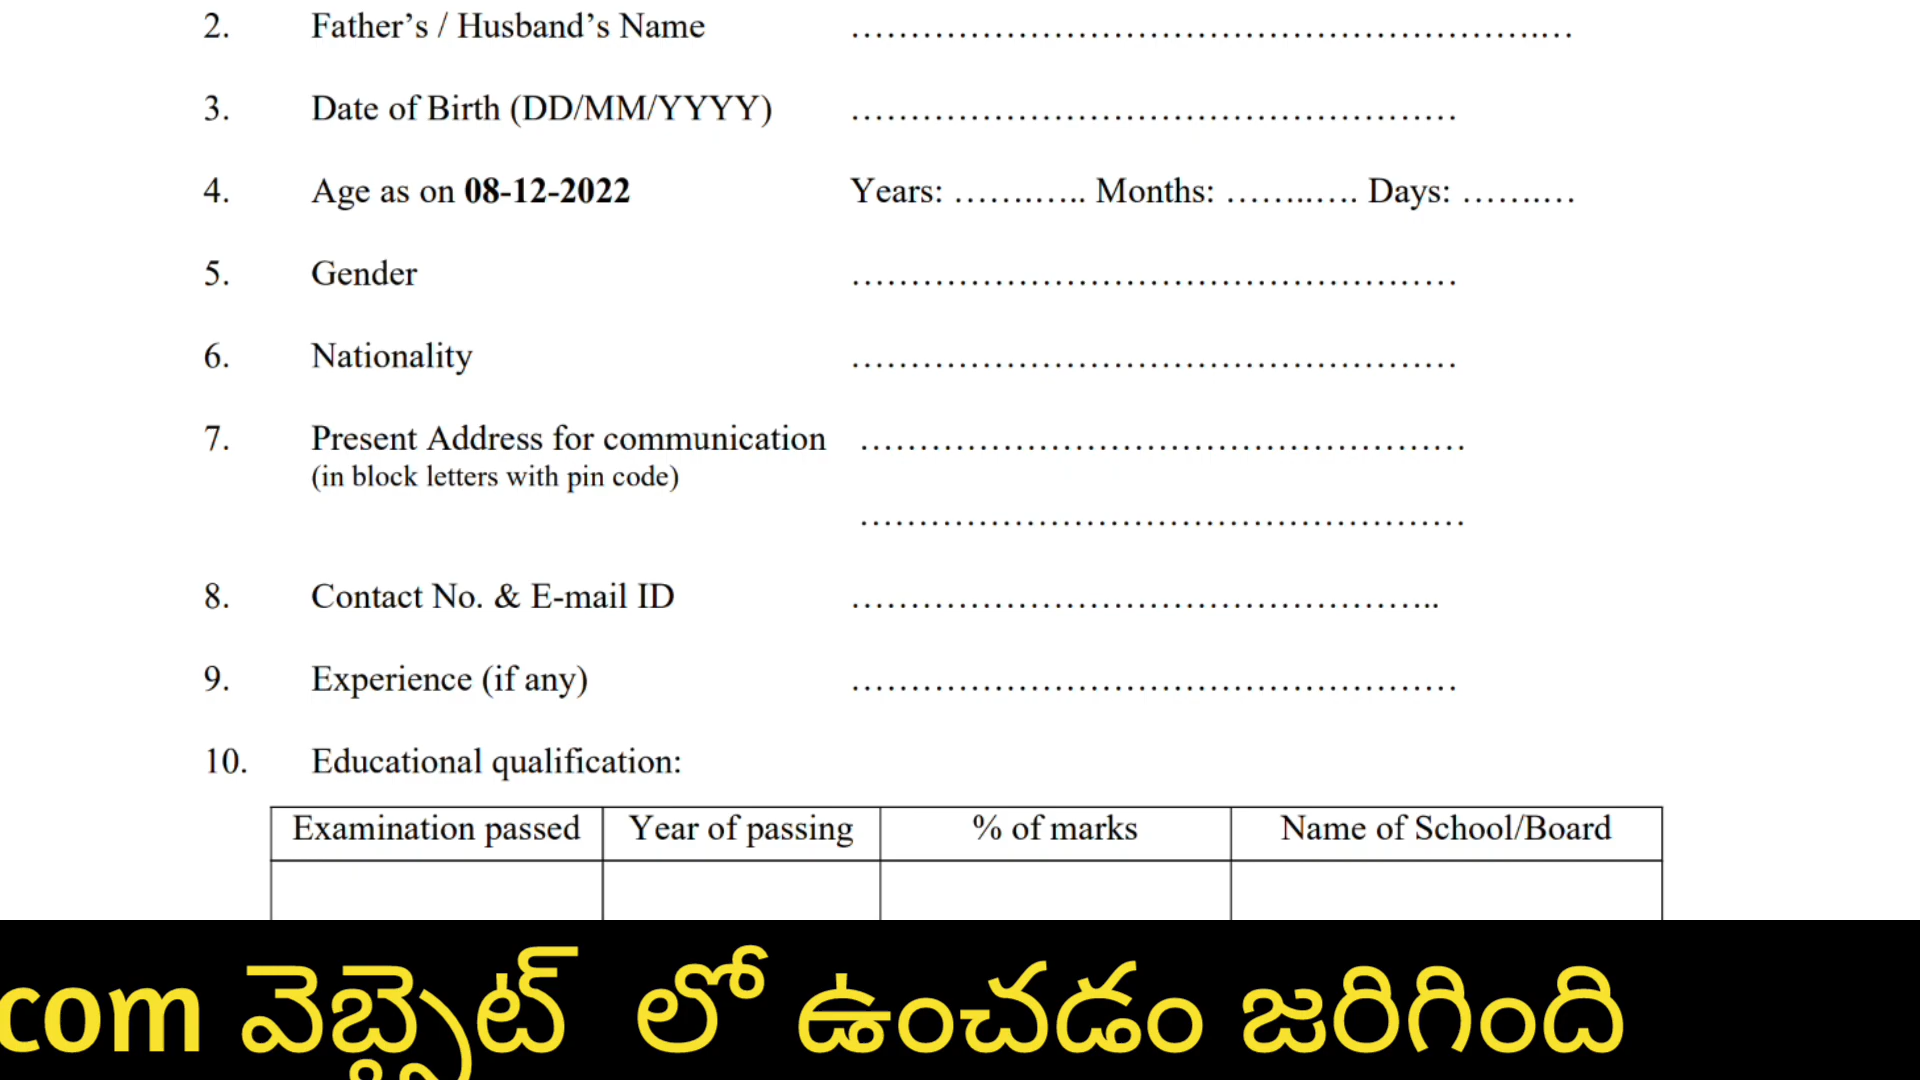 2. Father’s / Husband’s Name ……………………………………………………….…
3. Date of Birth (DD/MM/YYYY) ……………………………………………
4. Age as on 08-12-2022 Years: …….….. Months: ……..…. Days: …….…
5. Gender ……………………………………………
6. Nationality ……………………………………………
7. Present Address for communication ……………………………………………
(in block letters with pin code)
……………………………………………
8. Contact No. & E-mail ID …………………………………………..
9. Experience (if any) ……………………………………………
10. Educational qualification:
Examination passed Year of passing % of marks Name of School/Board
com వెబ్సైట్ లో ఉంచడం జరిగింది